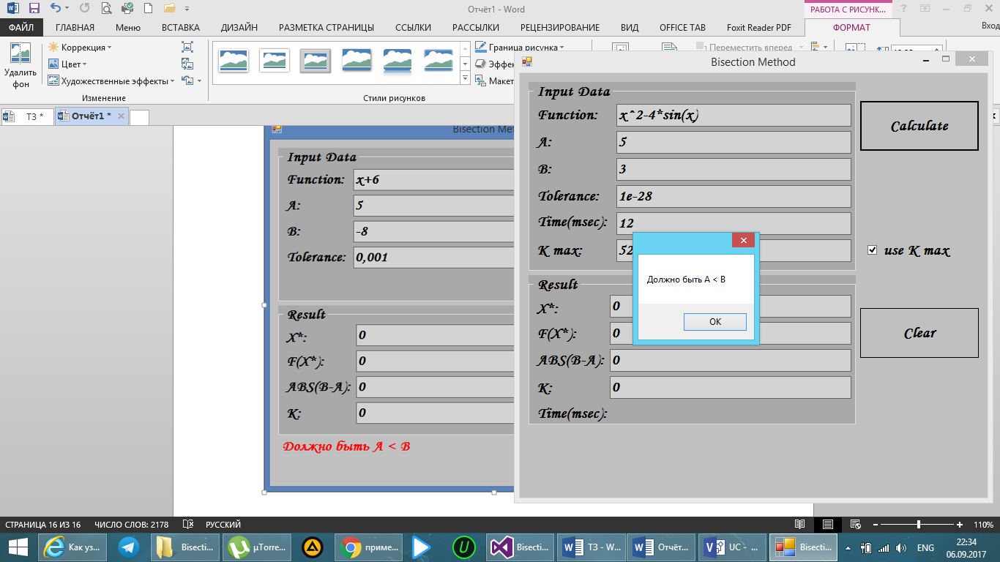 Отчёт1 - Word
РАБОТА С РИСУНК...
ФАЙЛ ГЛАВНАЯ Меню ВСТАВКА ДИЗАЙН РАЗМЕТКА СТРАНИЦЫ ССЫЛКИ РАССЫЛКИ РЕЦЕНЗИРОВАНИЕ ВИД OFFICE TAB Foxit Reader PDF ФОРМАТ Вход
Удалить фон
Коррекция
Цвет
Художественные эффекты
Изменение
Стили рисунков
Граница рисунка
Эффе
Макет
Переместить вперед
ТЗ *
Отчёт1 *
Bisection Met
Input Data
Function: x+6
A: 5
B: -8
Tolerance: 0,001
Result
X*: 0
F(X*): 0
ABS(B-A): 0
K: 0
Должно быть A < B
Bisection Method
Input Data
Function: x^2-4*sin(x)
A: 5
B: 3
Tolerance: 1e-28
Time(msec): 12
K max: 52
Calculate
use K max
Clear
Result
X*: 0
F(X*): 0
ABS(B-A): 0
K: 0
Time(msec):
Должно быть A < B
OK
СТРАНИЦА 16 ИЗ 16 ЧИСЛО СЛОВ: 2178 РУССКИЙ 110%
Как уз... Bisecti... µTorre... приме... Bisecti... ТЗ - W... Отчёт... UC - Bisecti... ENG 22:34
06.09.2017